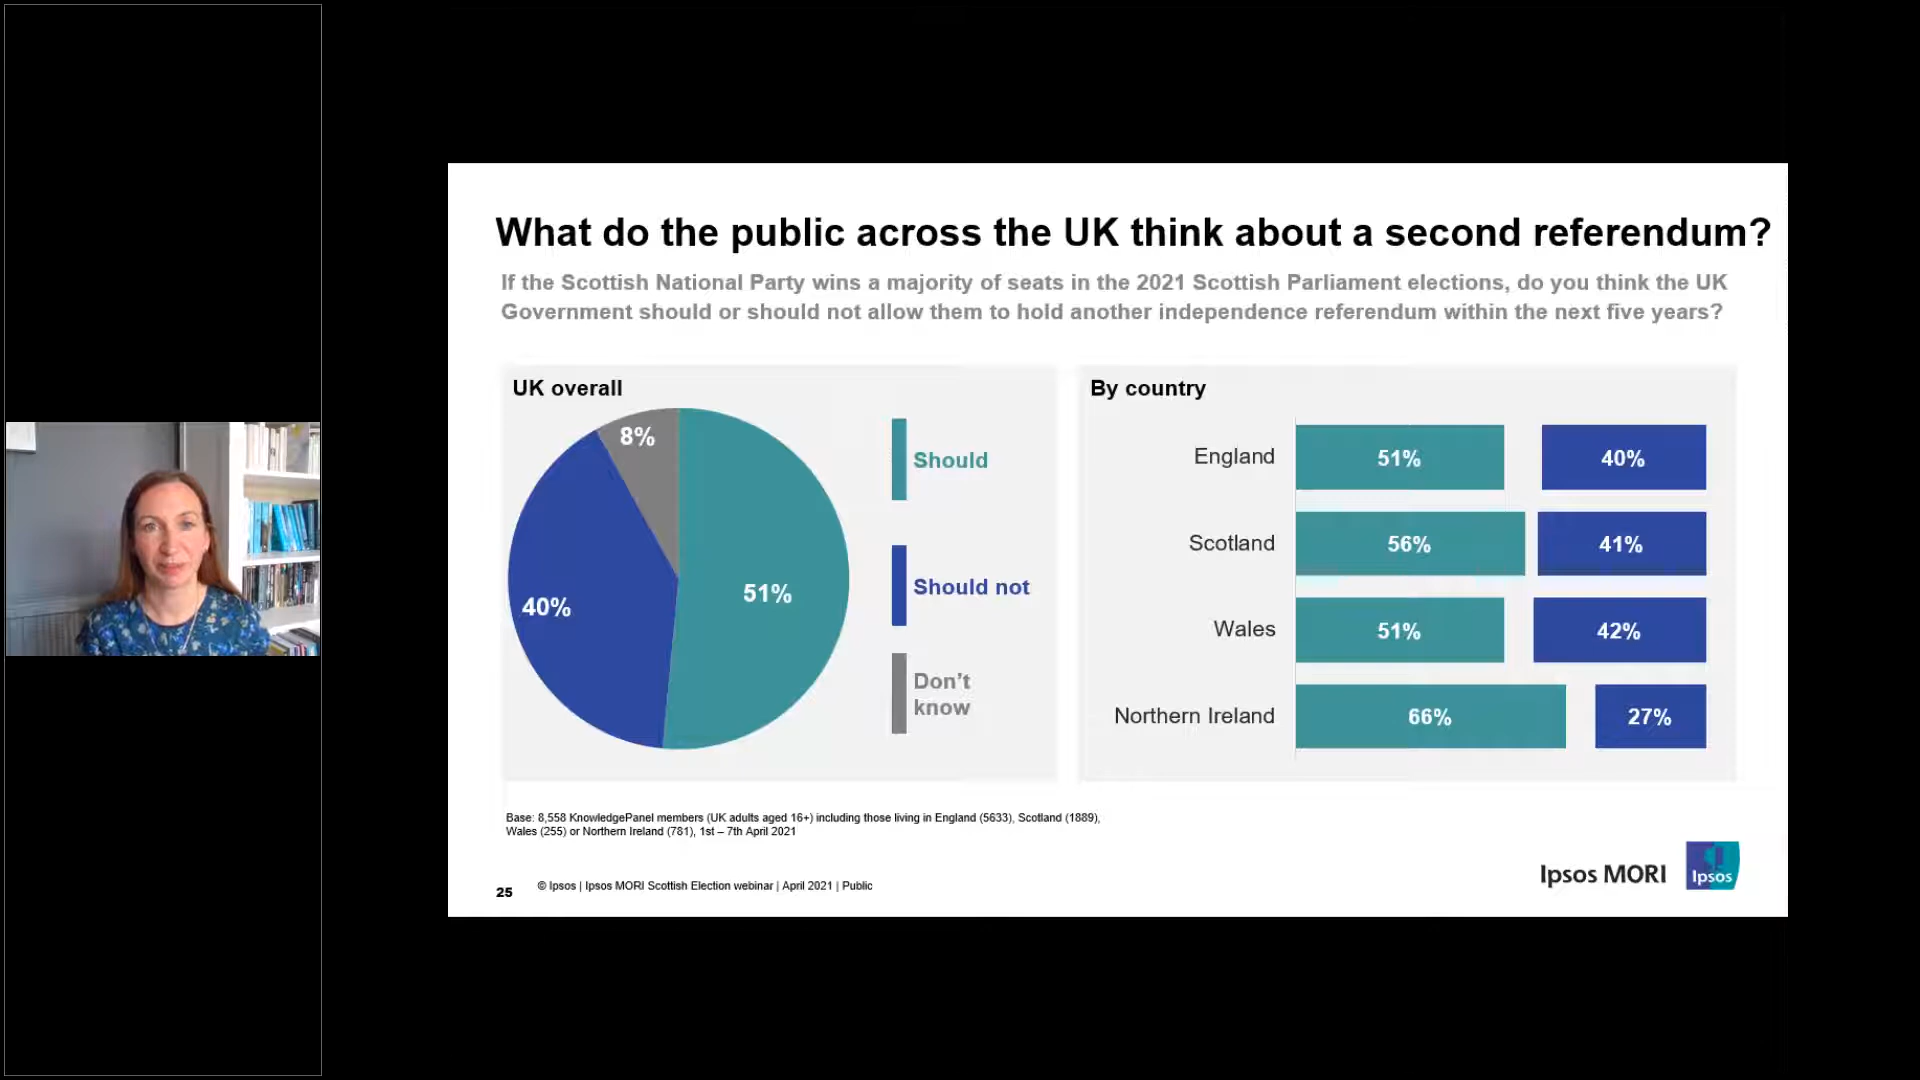 What do the public across the UK think about a second referendum?
If the Scottish National Party wins a majority of seats in the 2021 Scottish Parliament elections, do you think the UK
Government should or should not allow them to hold another independence referendum within the next five years?
UK overall
8%
40%
51%
Should
Should not
Don’t
know
By country
England
51%
40%
Scotland
56%
41%
Wales
51%
42%
Northern Ireland
66%
27%
Base: 8,558 KnowledgePanel members (UK adults aged 16+) including those living in England (5633), Scotland (1889),
Wales (255) or Northern Ireland (781), 1st – 7th April 2021
25
© Ipsos | Ipsos MORI Scottish Election webinar | April 2021 | Public
Ipsos MORI
Ipsos